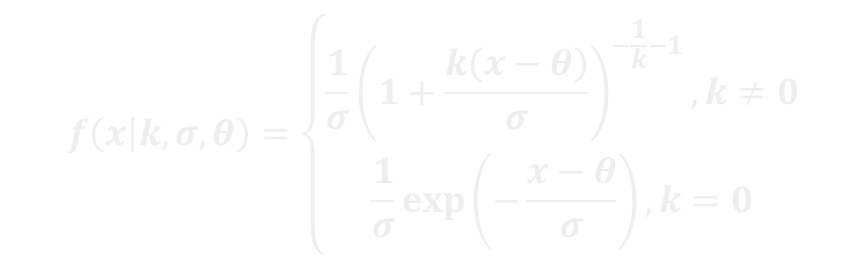 f(x|k, σ, θ) = { 1/σ (1 + k(x − θ)/σ)^(−1/k−1) , k ≠ 0
1/σ exp (− x − θ/σ), k = 0